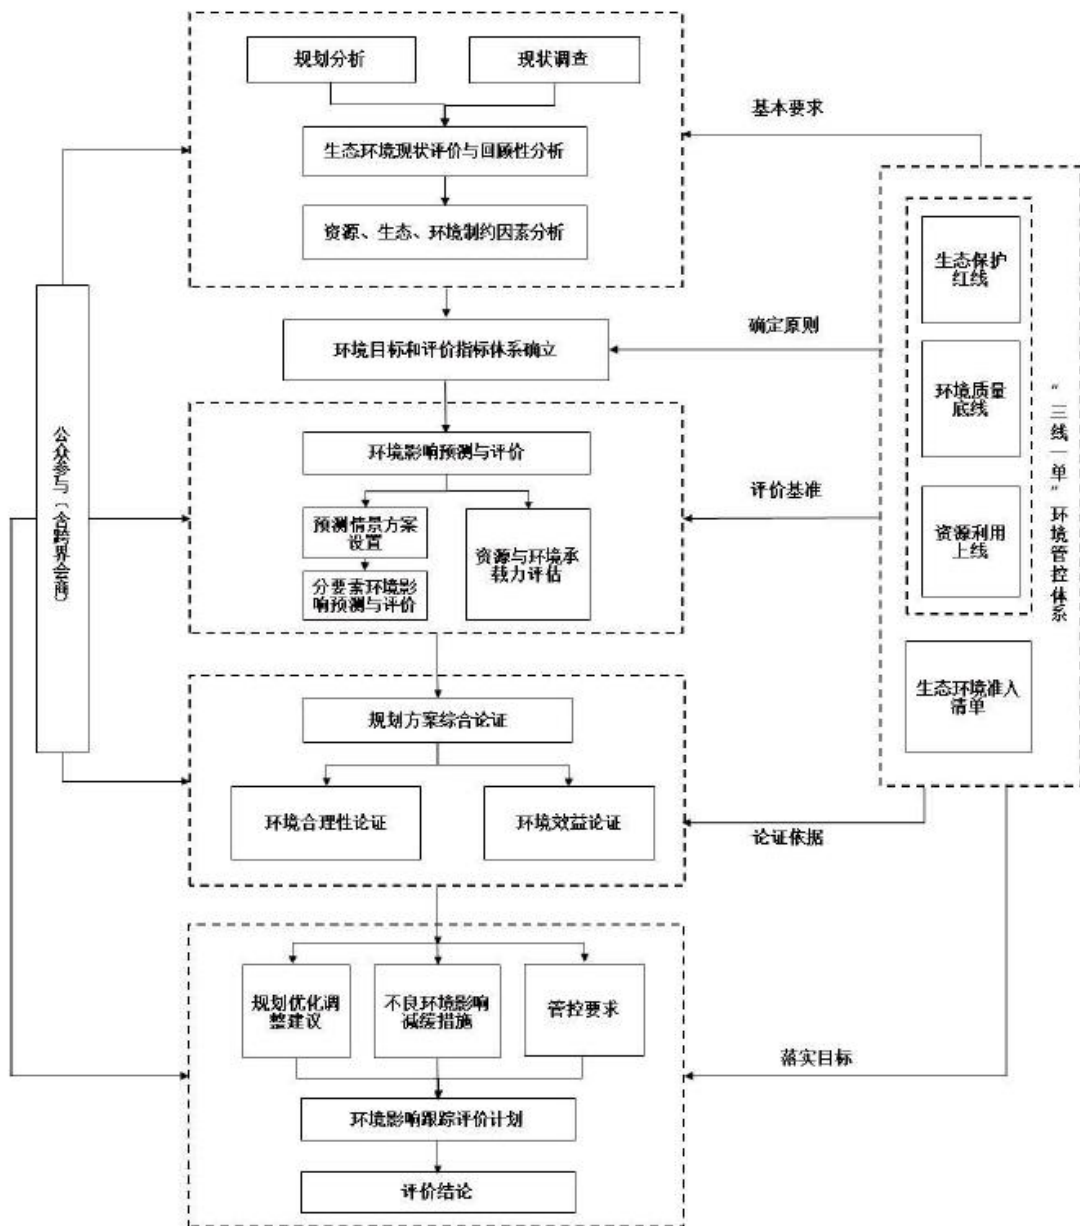 规划分析
现状调查
基本要求
生态环境现状评价与回顾性分析
资源、生态、环境制约因素分析
生态保护
红线
确定原则
环境目标和评价指标体系确立
环境质量
底线
“三线一单”环境管控体系
公众参与（含跨界会商）
环境影响预测与评价
评价基准
预测情景方案
设置
资源与环境承
载力评估
分要素环境影
响预测与评价
资源利用
上线
生态环境准入
清单
规划方案综合论证
环境合理性论证
环境效益论证
论证依据
规划优化调
整建议
不良环境影响
减缓措施
管控要求
落实目标
环境影响跟踪评价计划
评价结论